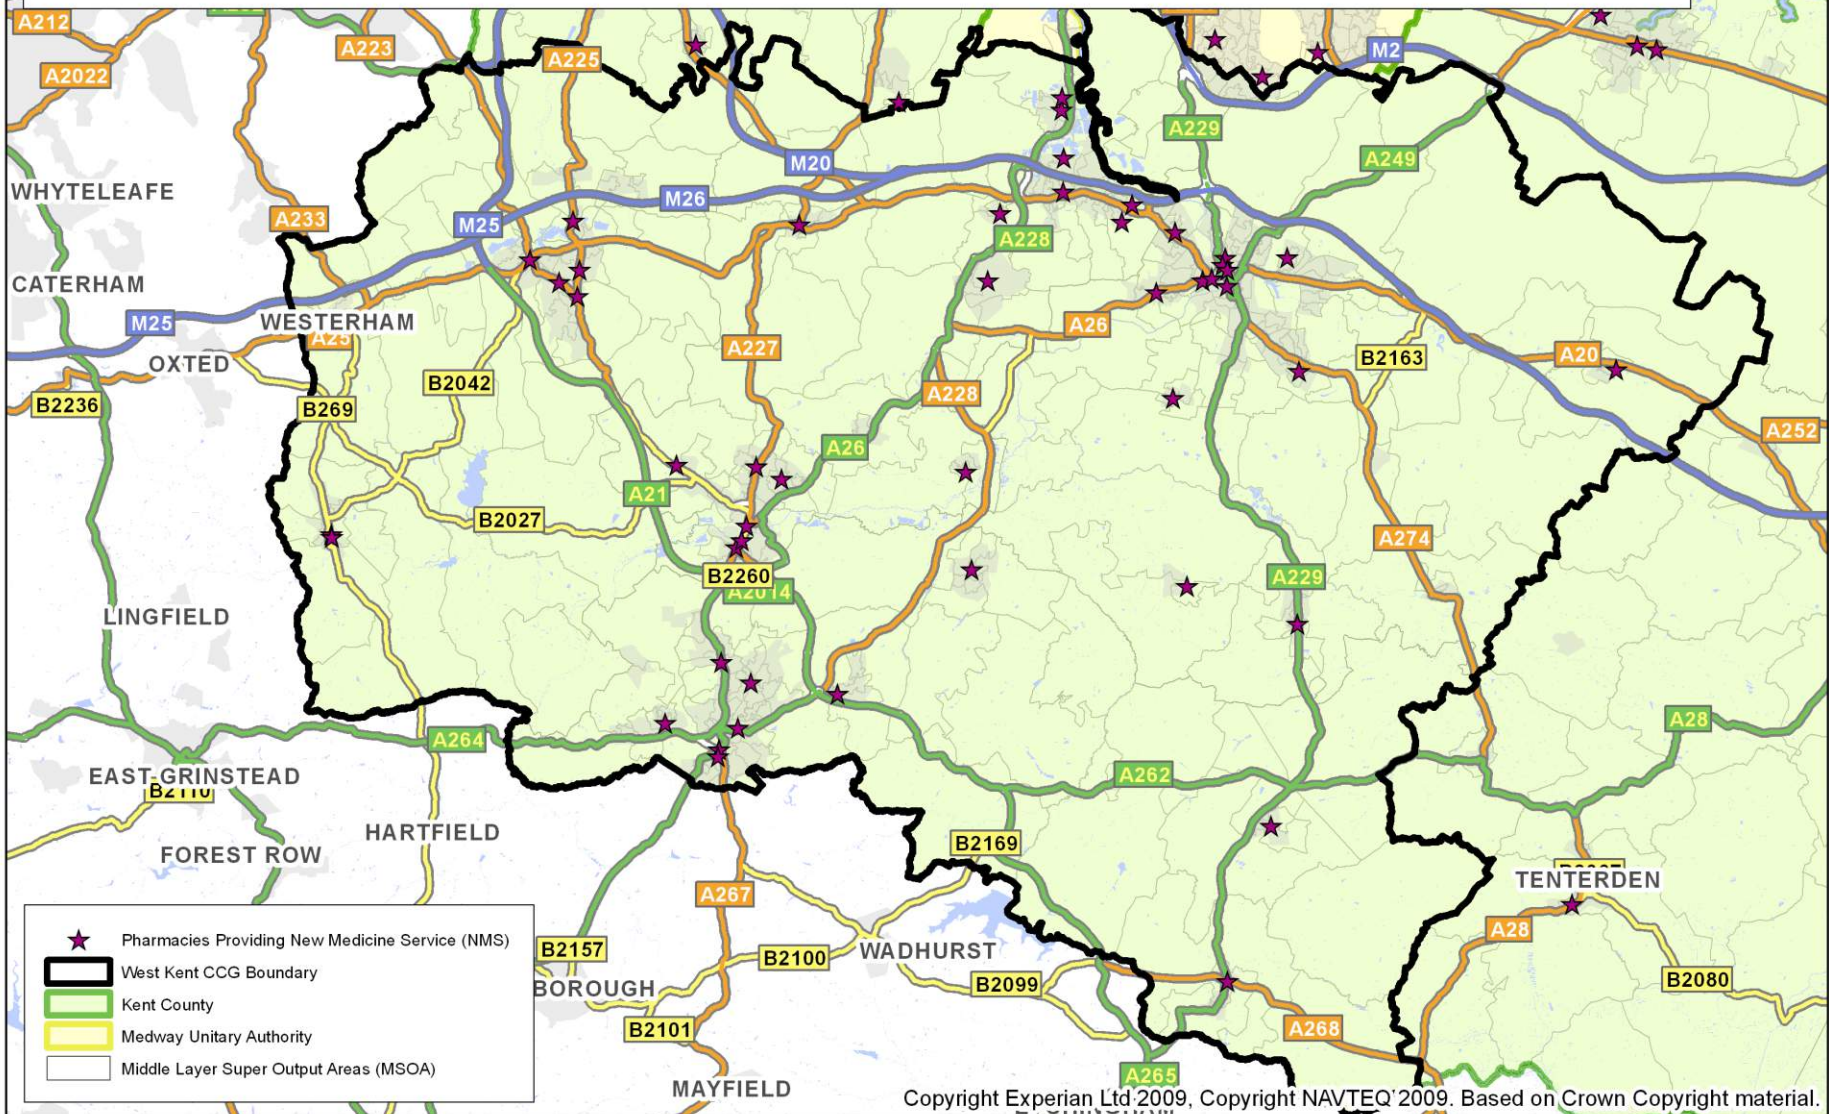 A212
A223
A225
M2
A2022
A229
A249
M20
WHYTELEAFE
M26
A233
M25
A228
CATERHAM
M25
WESTERHAM
A26
A25
A227
B2163
A20
OXTED
B2042
A228
B2236
B269
A252
A26
A21
B2027
A274
B2260
A229
A2014
LINGFIELD
A28
A264
EAST-GRINSTEAD
A262
B2110
HARTFIELD
B2169
FOREST ROW
TENTERDEN
A267
A28
Pharmacies Providing New Medicine Service (NMS)
West Kent CCG Boundary
Kent County
Medway Unitary Authority
Middle Layer Super Output Areas (MSOA)
B2157
B2100
WADHURST
B2099
BOROUGH
B2080
B2101
A268
A265
MAYFIELD
Copyright Experian Ltd 2009, Copyright NAVTEQ 2009. Based on Crown Copyright material.